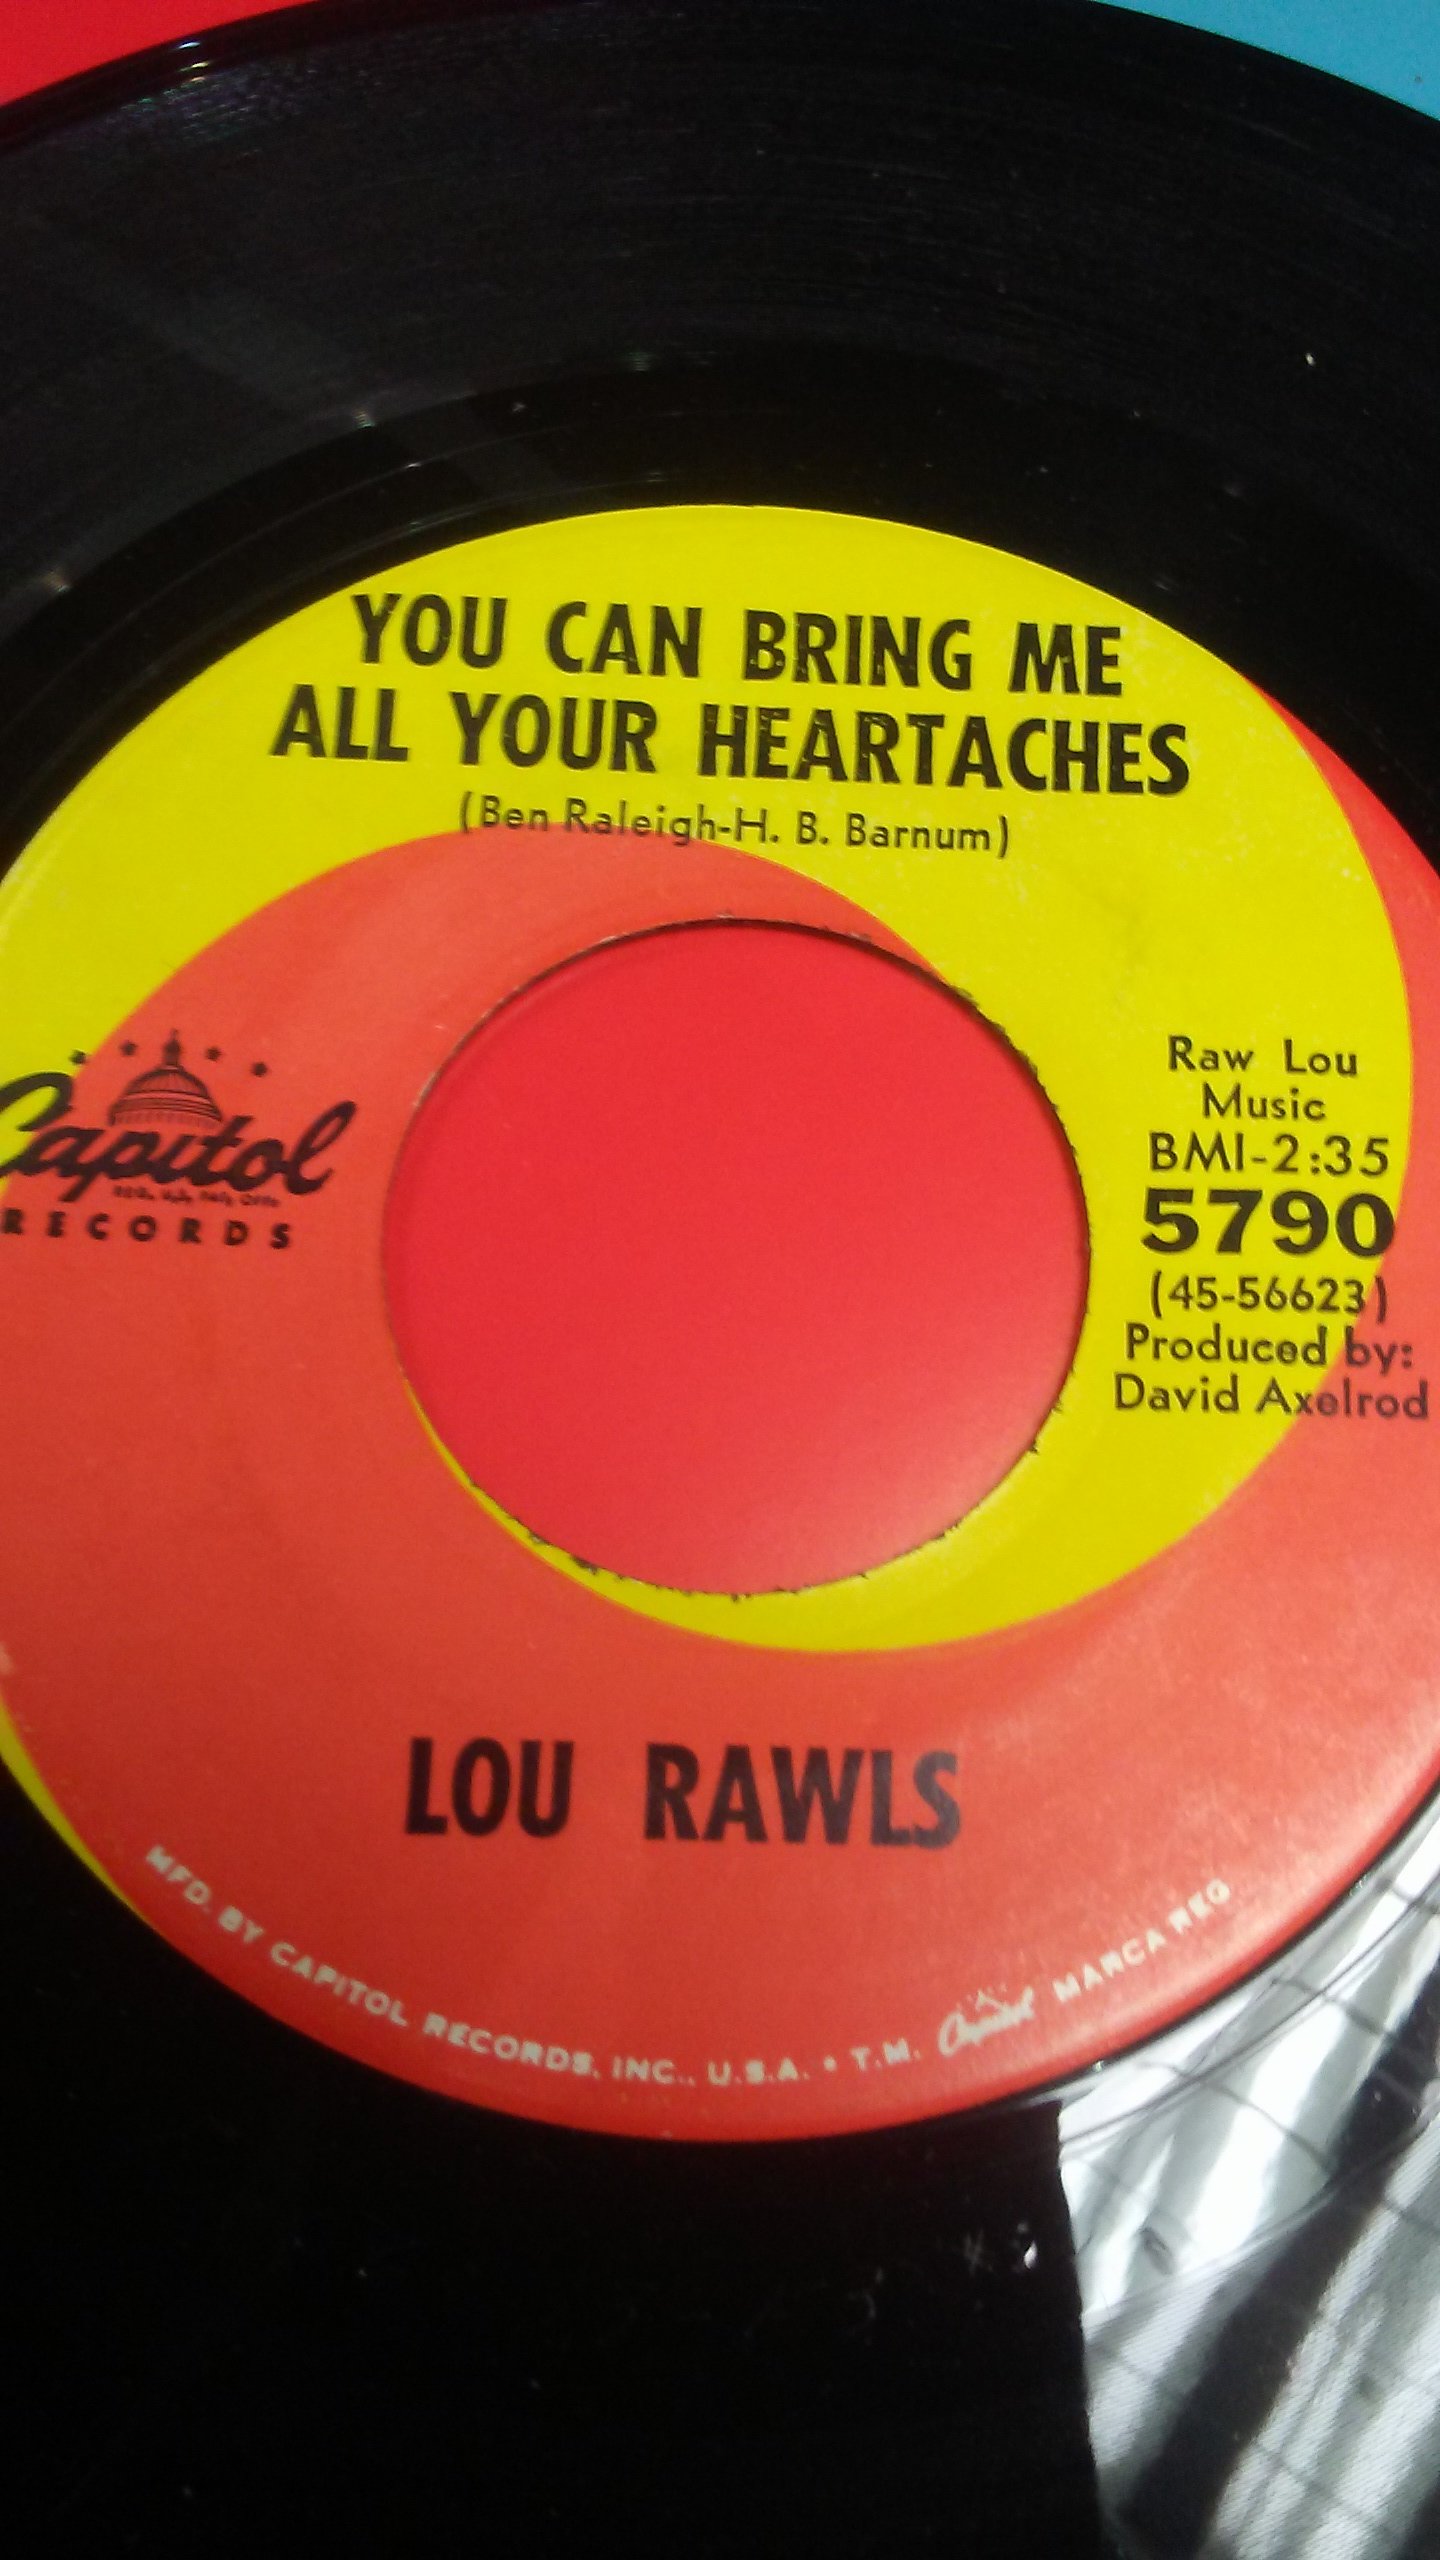 YOU CAN BRING ME
ALL YOUR HEARTACHES
(Ben Raleigh-H. B. Barnum)
Capitol
RECORDS
Raw Lou
Music
BMI-2:35
5790
(45-56623)
Produced by:
David Axelrod
LOU RAWLS
MFD. BY CAPITOL RECORDS, INC., U.S.A. • T.M. Capitol MARCA REG